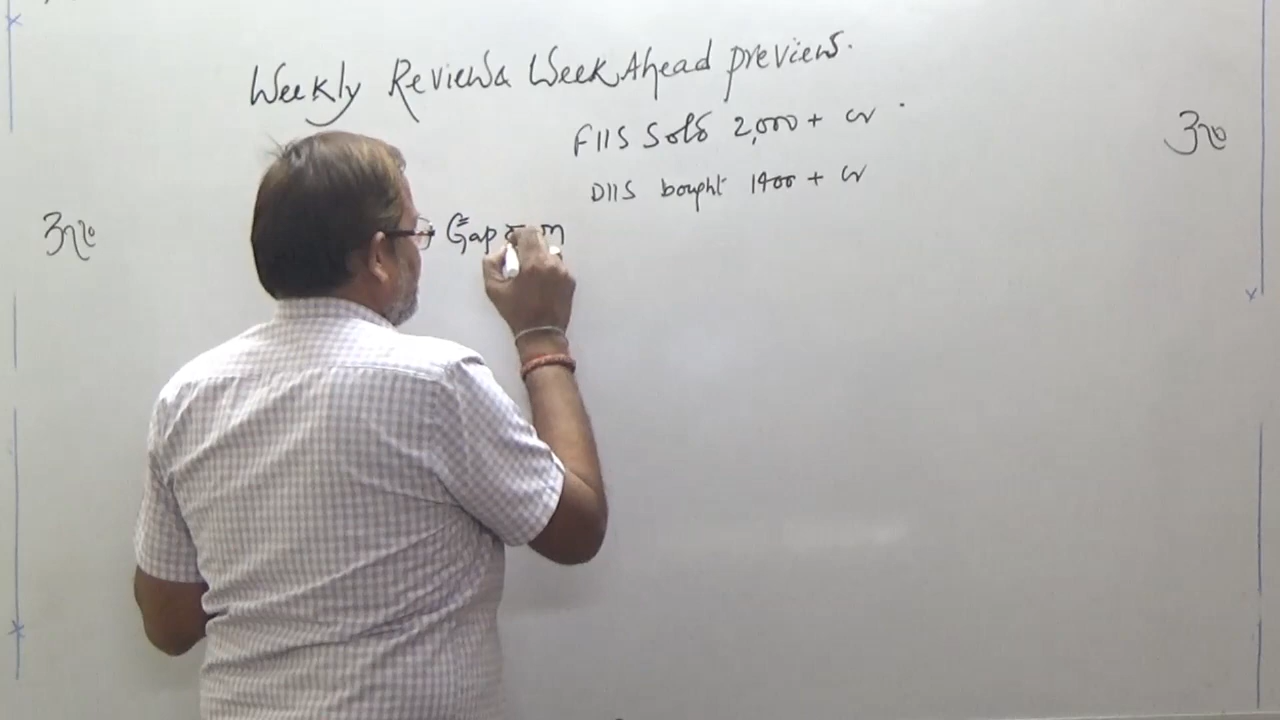 Weekly Review & Week Ahead preview.
FIIS Sold 2,000 + cr
DIIS bought 1400 + cr
Gap